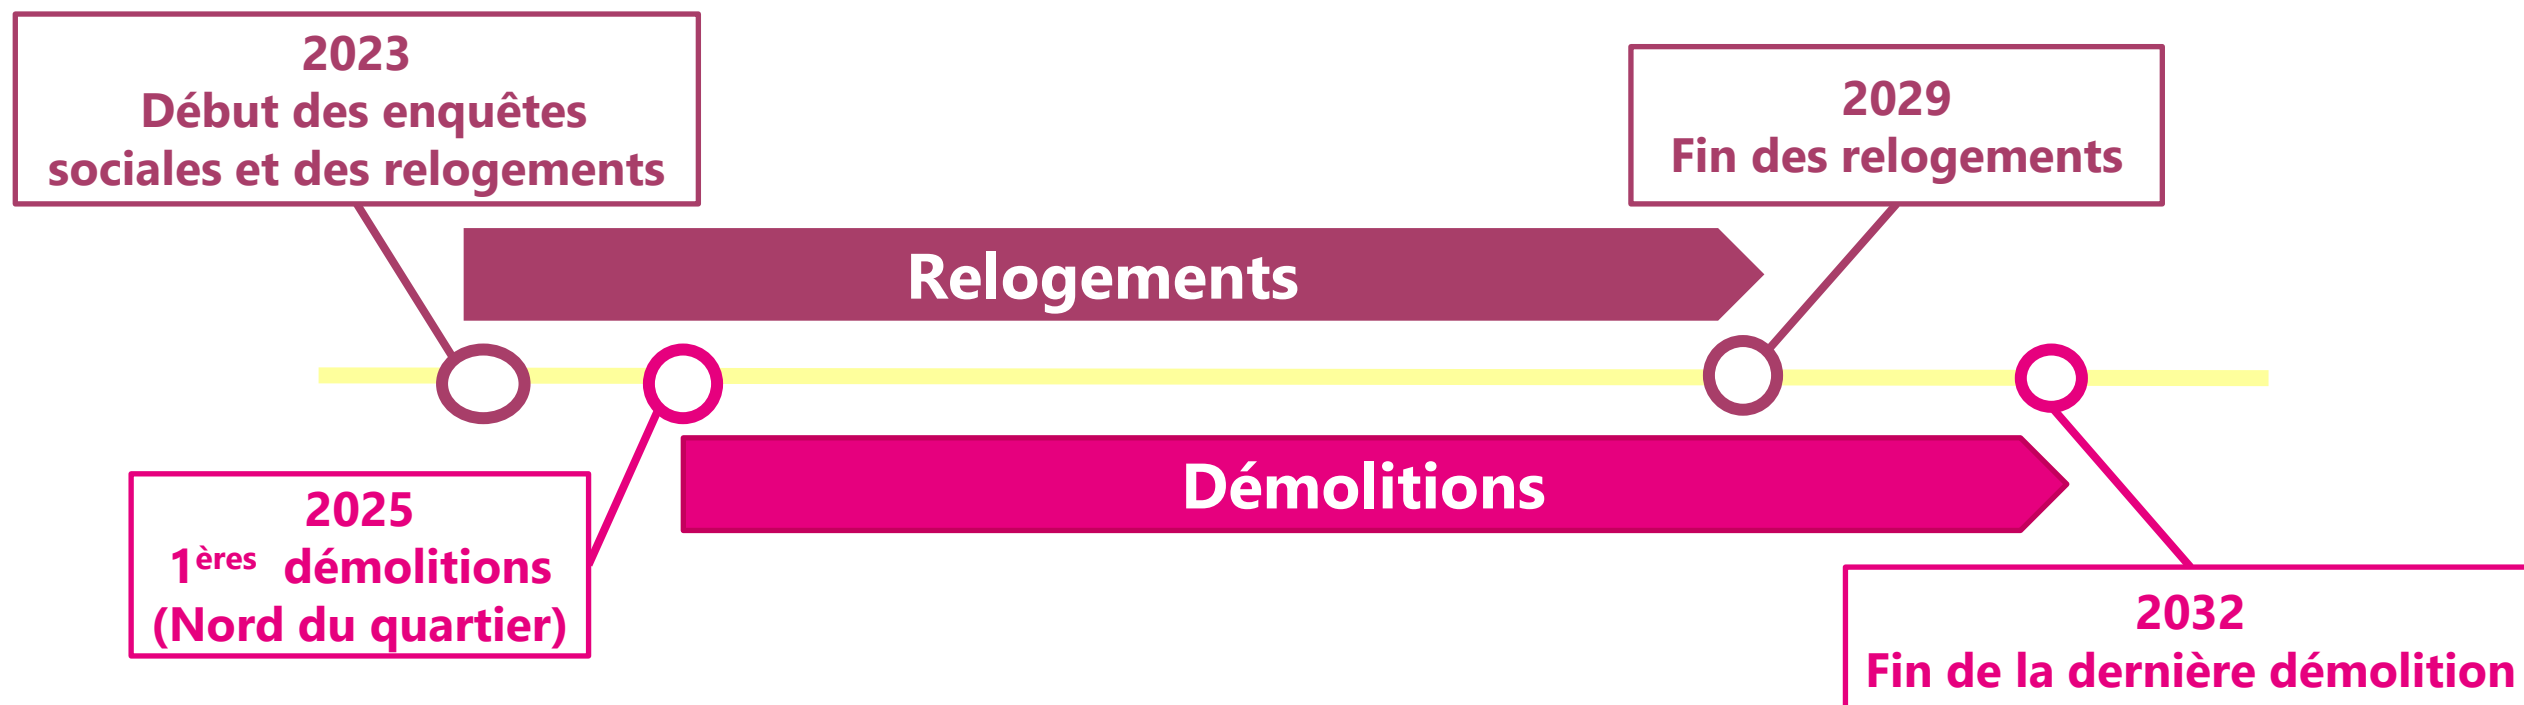 2023
Début des enquêtes
sociales et des relogements
2029
Fin des relogements
Relogements
Démolitions
2025
1ères démolitions
(Nord du quartier)
2032
Fin de la dernière démolition